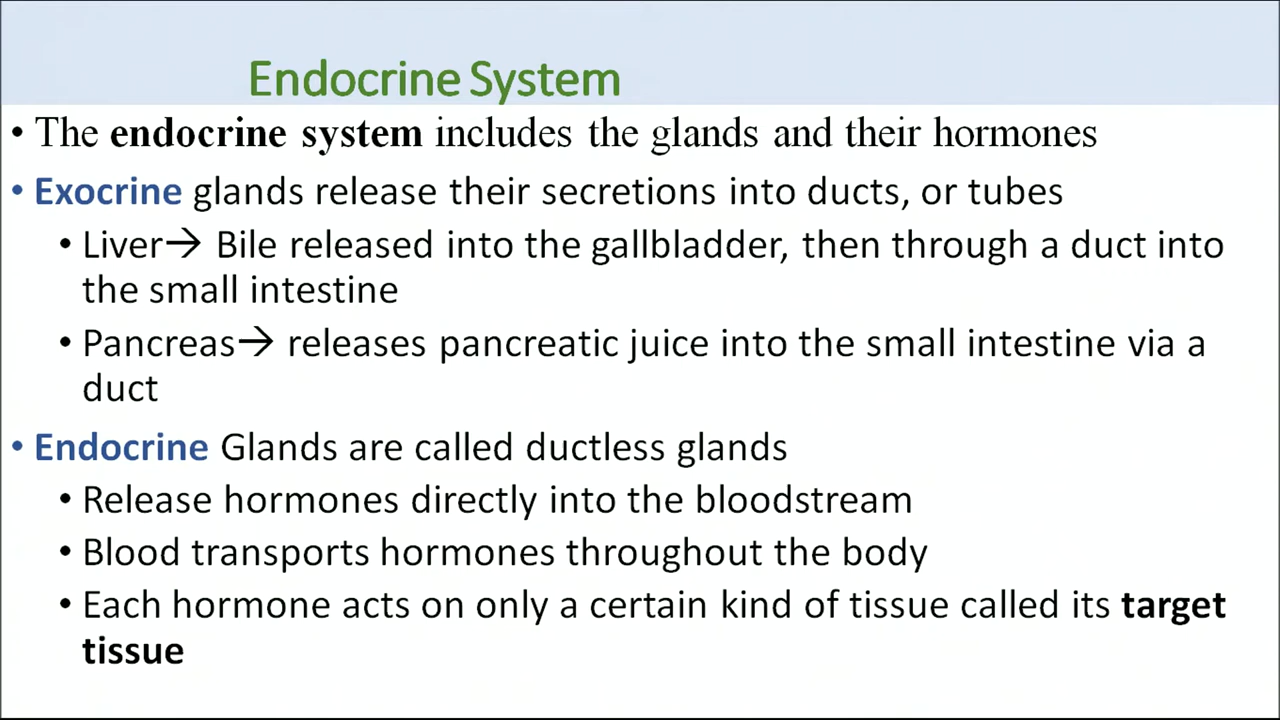 Endocrine System
• The endocrine system includes the glands and their hormones
• Exocrine glands release their secretions into ducts, or tubes
• Liver→ Bile released into the gallbladder, then through a duct into
the small intestine
• Pancreas→ releases pancreatic juice into the small intestine via a
duct
• Endocrine Glands are called ductless glands
• Release hormones directly into the bloodstream
• Blood transports hormones throughout the body
• Each hormone acts on only a certain kind of tissue called its target
tissue